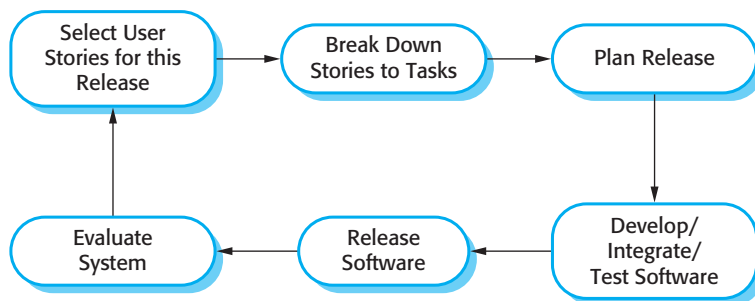 Select User
Stories for this
Release
Break Down
Stories to Tasks
Plan Release
Evaluate
System
Release
Software
Develop/
Integrate/
Test Software